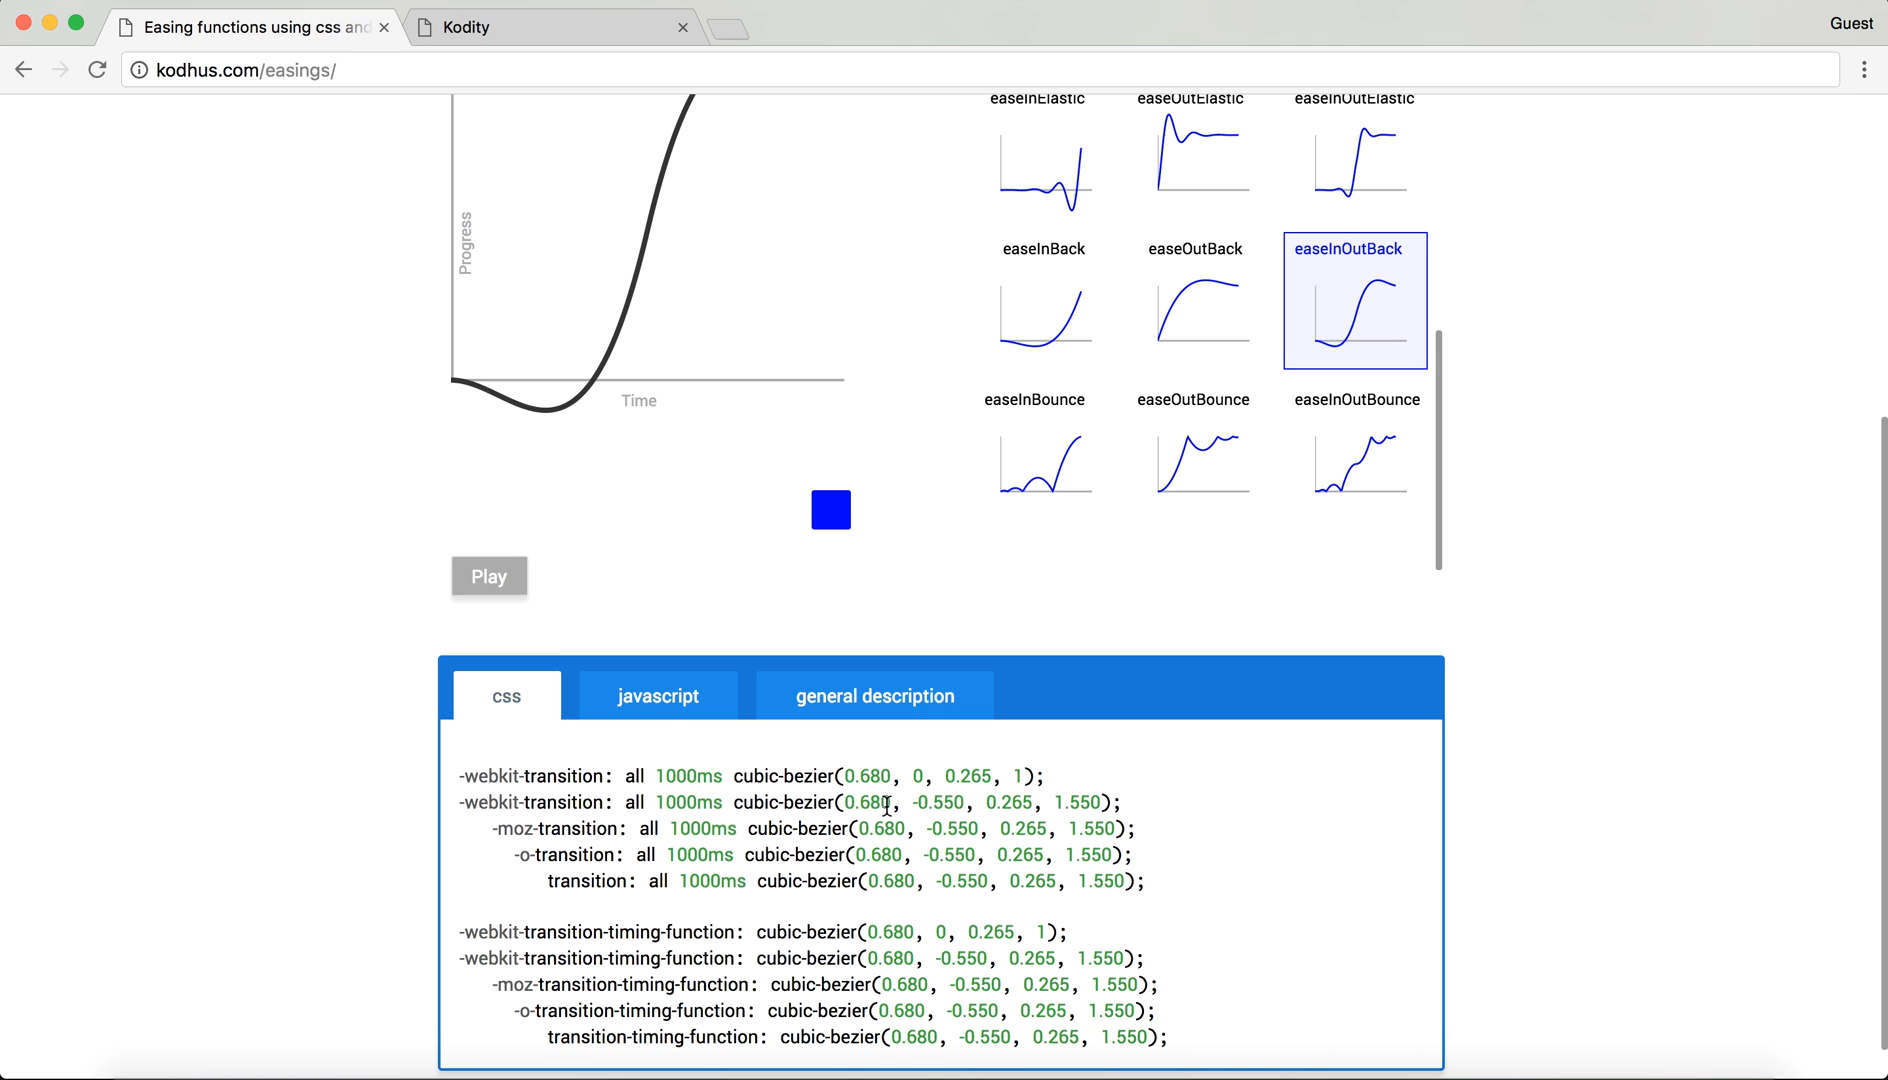 Easing functions using css and
Kodity
Guest
kodhus.com/easings/
easeInElastic
easeOutElastic
easeInOutElastic
Progress
Time
easeInBack
easeOutBack
easeInOutBack
easeInBounce
easeOutBounce
easeInOutBounce
Play
css
javascript
general description
-webkit-transition: all 1000ms cubic-bezier(0.680, 0, 0.265, 1);
-webkit-transition: all 1000ms cubic-bezier(0.680, -0.550, 0.265, 1.550);
-moz-transition: all 1000ms cubic-bezier(0.680, -0.550, 0.265, 1.550);
-o-transition: all 1000ms cubic-bezier(0.680, -0.550, 0.265, 1.550);
transition: all 1000ms cubic-bezier(0.680, -0.550, 0.265, 1.550);
-webkit-transition-timing-function: cubic-bezier(0.680, 0, 0.265, 1);
-webkit-transition-timing-function: cubic-bezier(0.680, -0.550, 0.265, 1.550);
-moz-transition-timing-function: cubic-bezier(0.680, -0.550, 0.265, 1.550);
-o-transition-timing-function: cubic-bezier(0.680, -0.550, 0.265, 1.550);
transition-timing-function: cubic-bezier(0.680, -0.550, 0.265, 1.550);